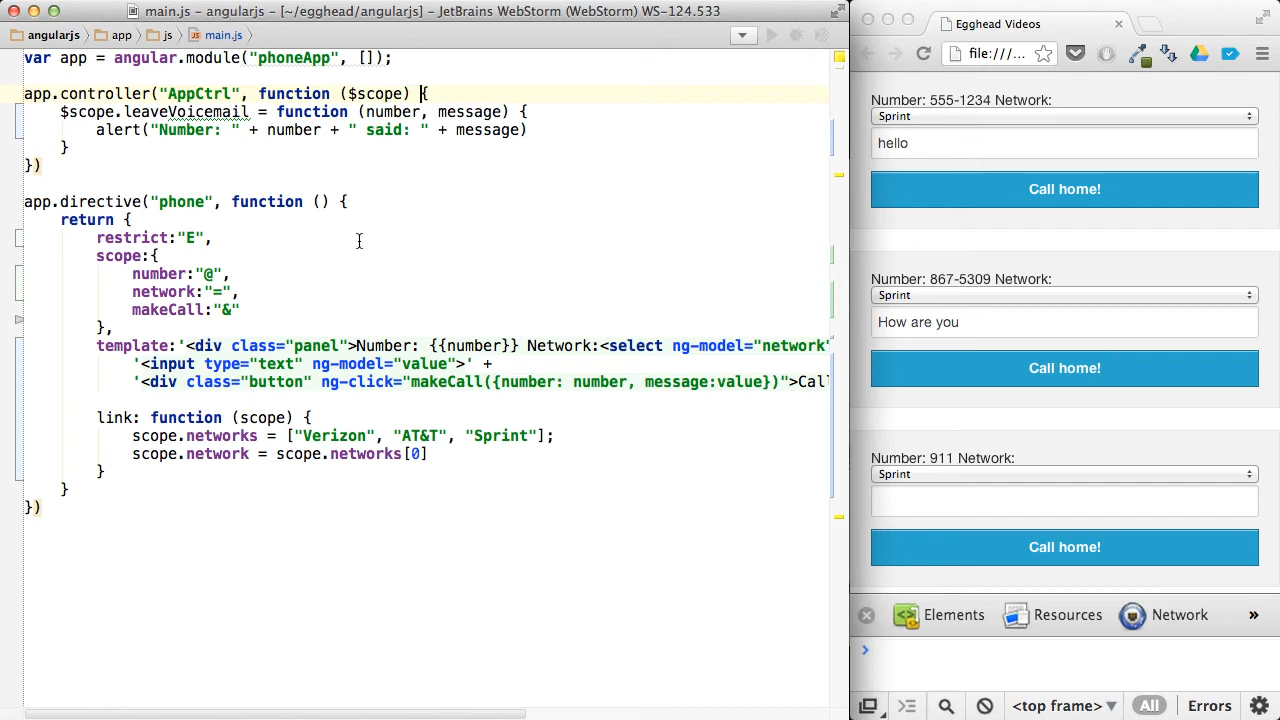 main.js - angularjs - [~/egghead/angularjs] - JetBrains WebStorm (WebStorm) WS-124.533
angularjs app js main.js
var app = angular.module("phoneApp", []);
app.controller("AppCtrl", function ($scope) {
$scope.leaveVoicemail = function (number, message) {
alert("Number: " + number + " said: " + message)
}
})
app.directive("phone", function () {
return {
restrict:"E",
scope:{
number:"@",
network:"=",
makeCall:"&"
},
template:'<div class="panel">Number: {{number}} Network:<select ng-model="network"
'<input type="text" ng-model="value">' +
'<div class="button" ng-click="makeCall({number: number, message:value})">Call
link: function (scope) {
scope.networks = ["Verizon", "AT&T", "Sprint"];
scope.network = scope.networks[0]
}
}
})
Egghead Videos
file:///...
Number: 555-1234 Network:
Sprint
hello
Call home!
Number: 867-5309 Network:
Sprint
How are you
Call home!
Number: 911 Network:
Sprint
Call home!
Elements Resources Network »
<top frame> All Errors